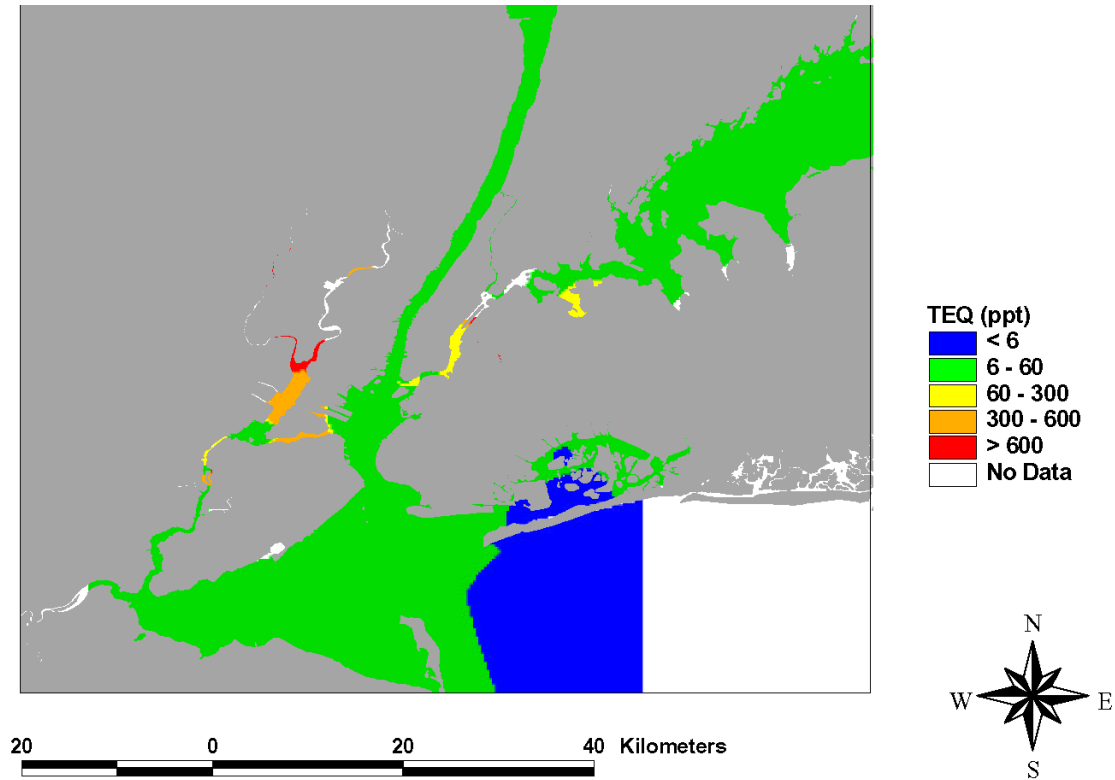 TEQ (ppt)
< 6
6 - 60
60 - 300
300 - 600
> 600
No Data
N
W E
S
20 0 20 40 Kilometers